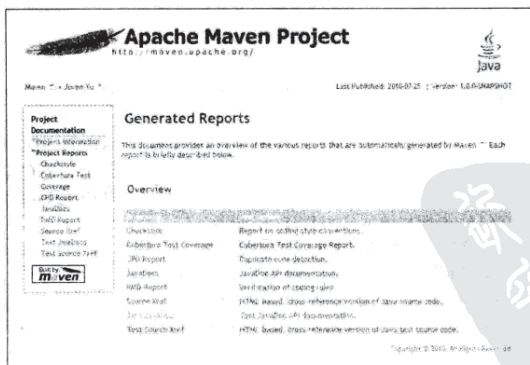 Apache Maven Project
http://maven.apache.org/
Java
Last Published: 2010-07-25 | Version: 1.0.0-SNAPSHOT
Project
Documentation
Project Information
Project Reports
Checkstyle
Cobertura Test
Coverage
CPD Report
JavaDocs
PMD Report
Source Xref
Test JavaDocs
Test Source Xref
maven
Generated Reports
This document provides an overview of the various reports that are automatically generated by Maven. Each
report is briefly described below.
Overview
Checkstyle Report on coding style conventions.
Cobertura Test Coverage Cobertura Test Coverage Report.
CPD Report Duplicate code detection.
JavaDocs JavaDoc API documentation.
PMD Report Verification of coding rules.
Source Xref HTML based, cross-reference version of Java source code.
Test JavaDocs Test JavaDoc API documentation.
Test Source Xref HTML based, cross-reference version of Java test source code.